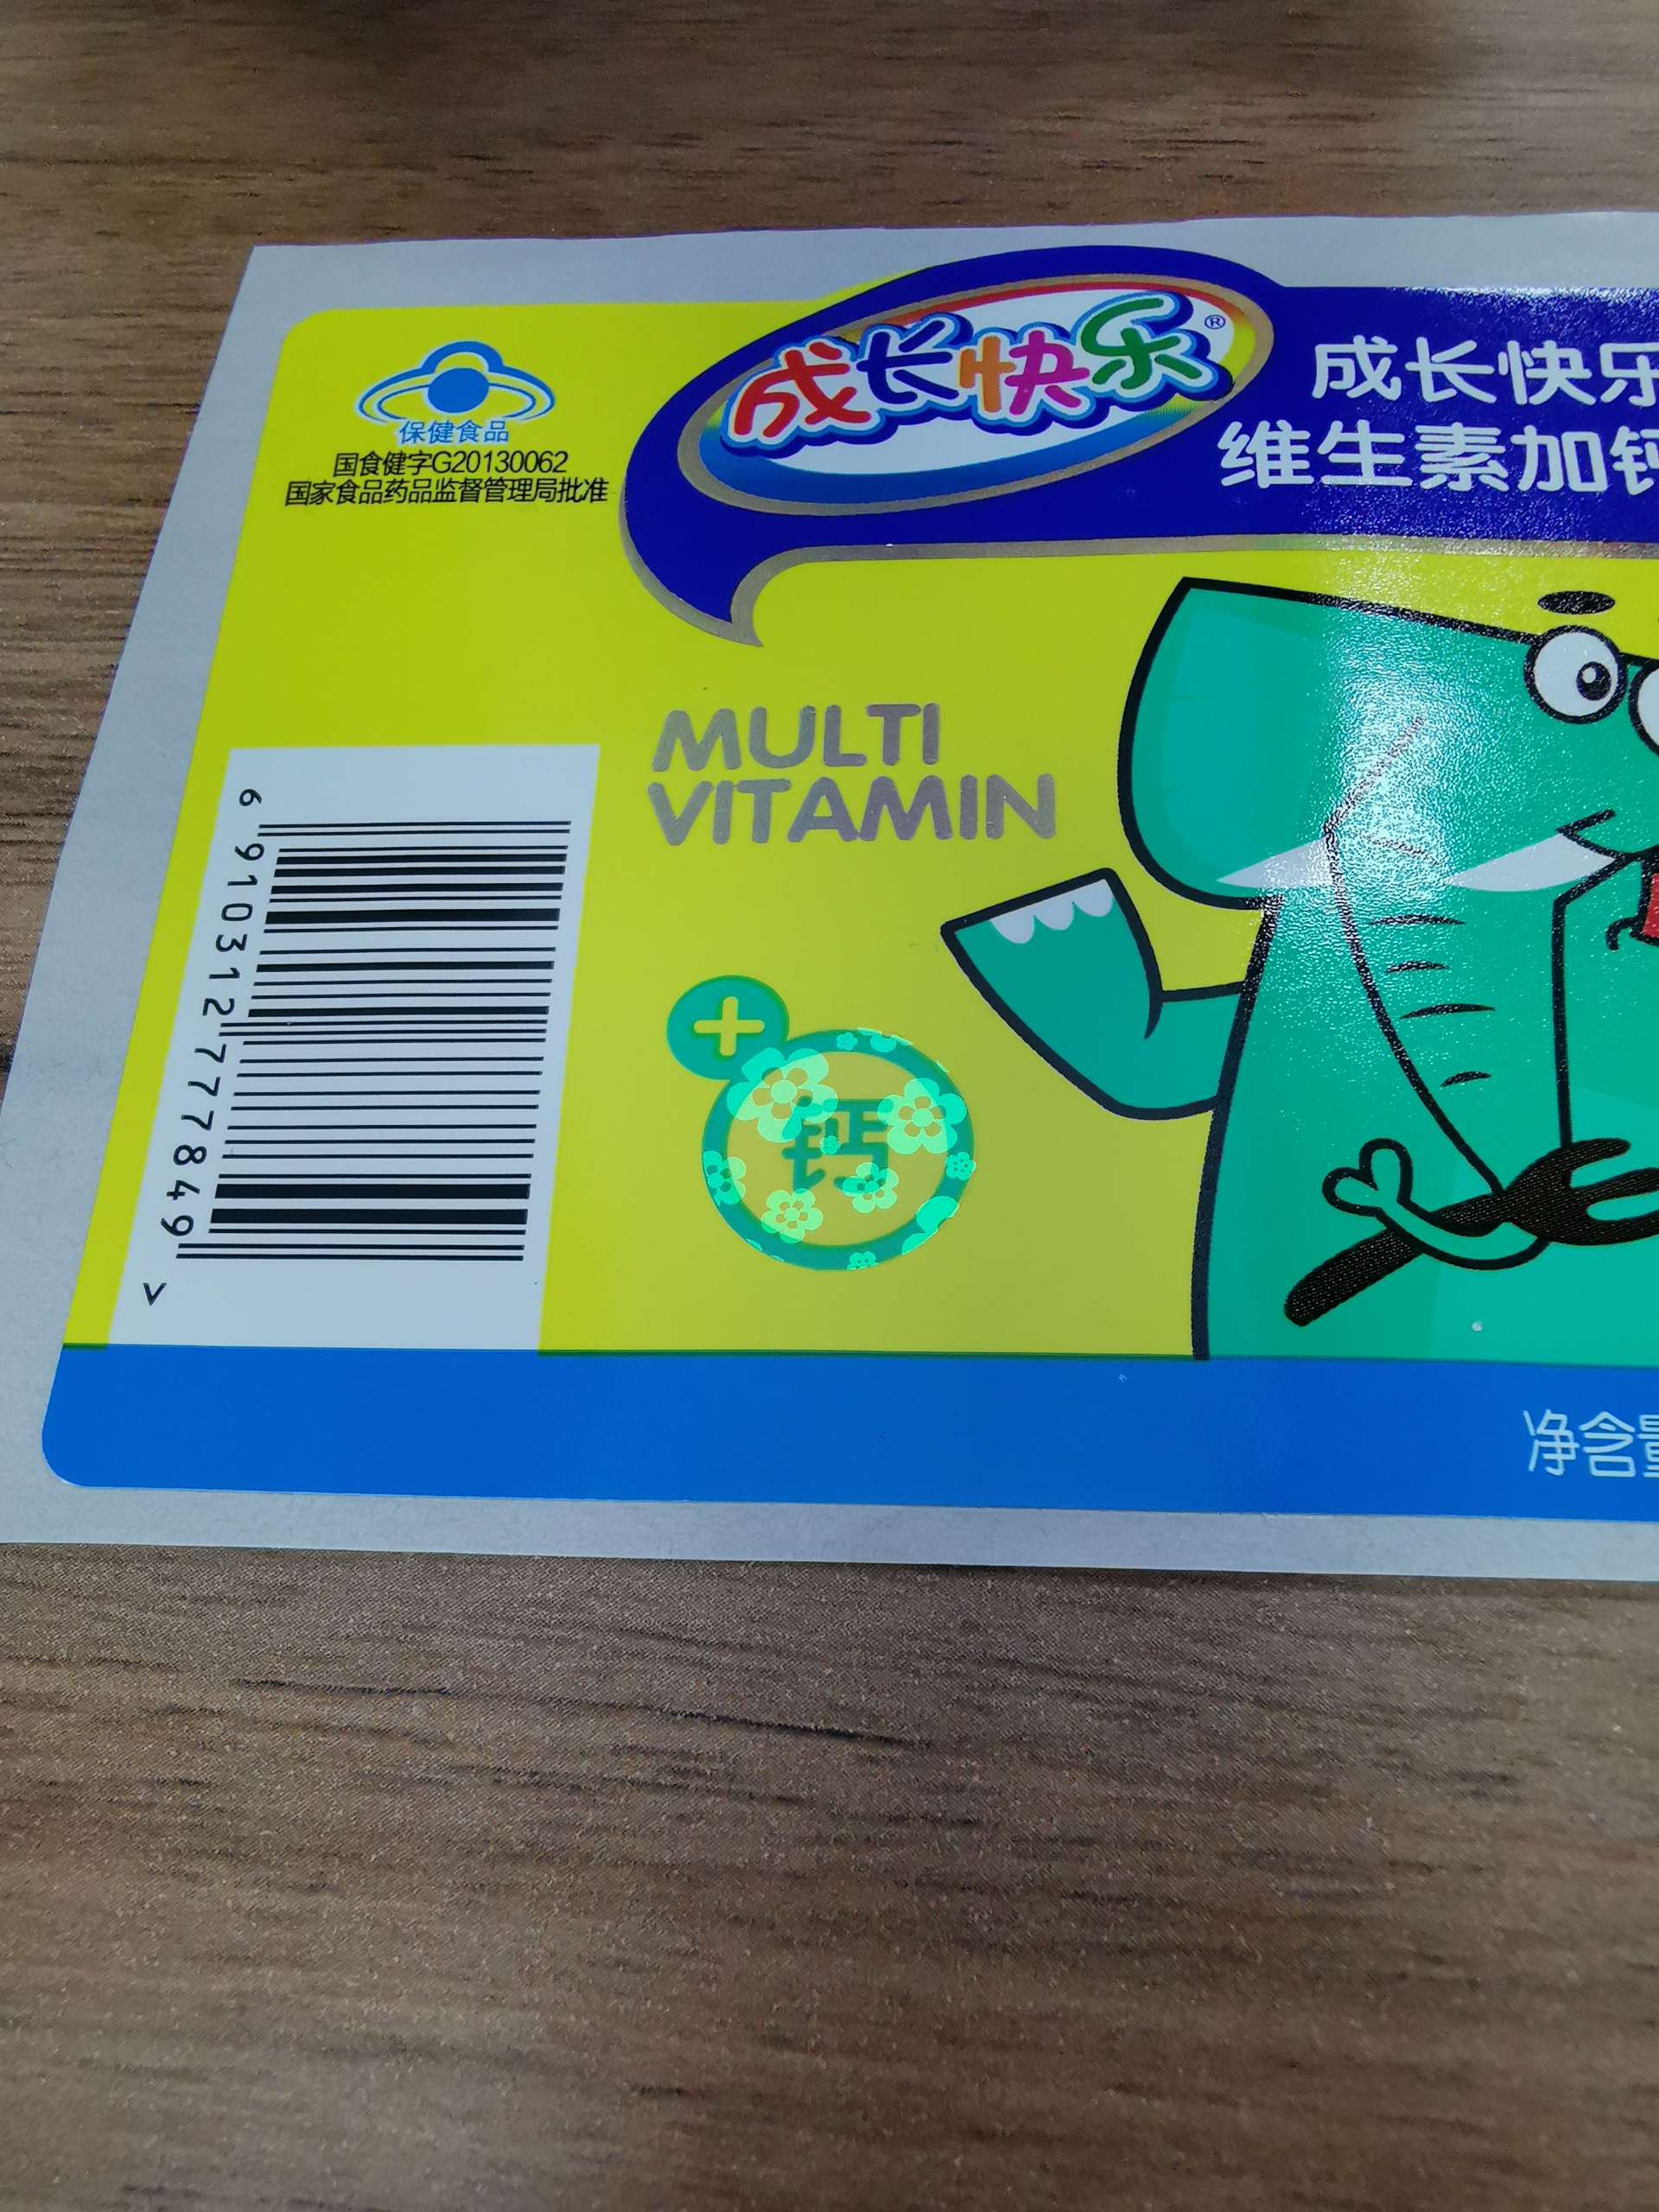 保健食品
国食健字G20130062
国家食品药品监督管理局批准
成长快乐®
成长快乐
维生素加钙
MULTI
VITAMIN
+
钙
6 910312 777849 >
净含量